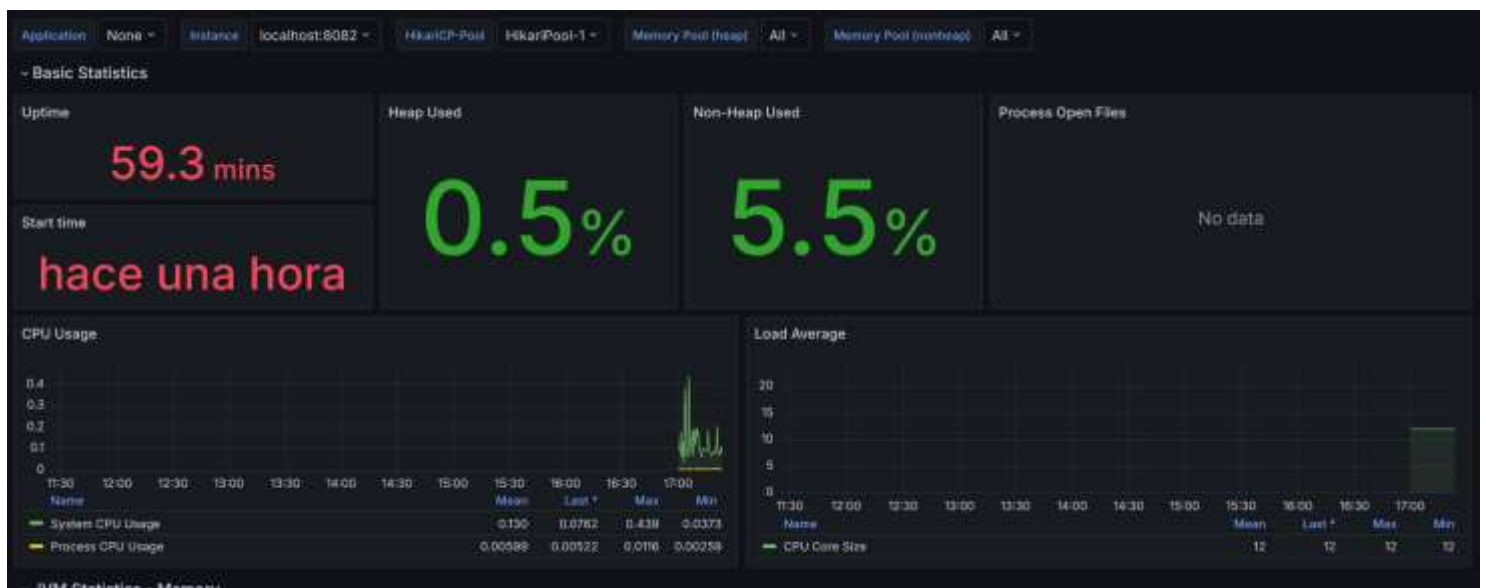 Application None Instance localhost:8082 HikariCP-Pool HikariPool-1 Memory Pool (heap) All Memory Pool (nonheap) All
Basic Statistics
Uptime
59.3 mins
Start time
hace una hora
Heap Used
0.5%
Non-Heap Used
5.5%
Process Open Files
No data
CPU Usage
0.4
0.3
0.2
0.1
0
11:30 12:00 12:30 13:00 13:30 14:00 14:30 15:00 15:30 16:00 16:30 17:00
Name Mean Last * Max Min
System CPU Usage 0.130 0.0762 0.439 0.0373
Process CPU Usage 0.00599 0.00522 0.0116 0.00258
Load Average
20
15
10
5
0
11:30 12:00 12:30 13:00 13:30 14:00 14:30 15:00 15:30 16:00 16:30 17:00
Name Mean Last * Max Min
CPU Core Size 12 12 12 12
JVM Statistics - Memory